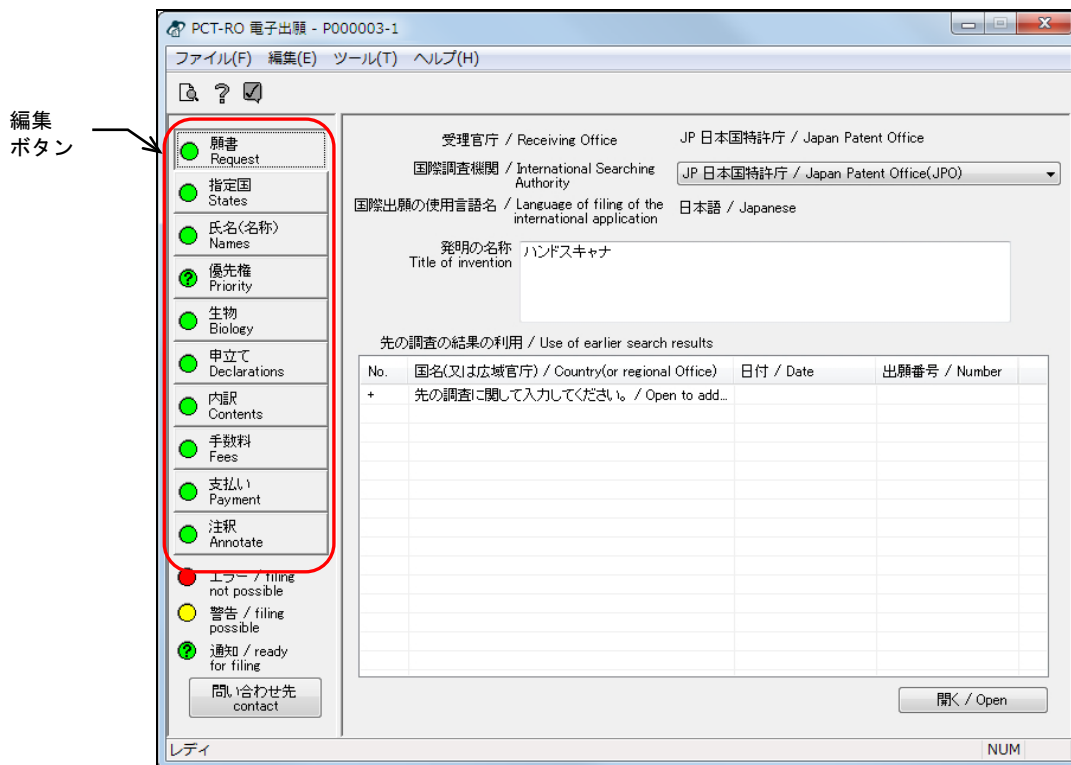 PCT-RO 電子出願 - P000003-1
ファイル(F) 編集(E) ツール(T) ヘルプ(H)
編集
ボタン
願書
Request
指定国
States
氏名(名称)
Names
優先権
Priority
生物
Biology
申立て
Declarations
内訳
Contents
手数料
Fees
支払い
Payment
注釈
Annotate
エラー / filing
not possible
警告 / filing
possible
通知 / ready
for filing
問い合わせ先
contact
受理官庁 / Receiving Office JP 日本国特許庁 / Japan Patent Office
国際調査機関 / International Searching
Authority
JP 日本国特許庁 / Japan Patent Office(JPO)
国際出願の使用言語名 / Language of filing of the
international application
日本語 / Japanese
発明の名称
Title of invention
ハンドスキャナ
先の調査の結果の利用 / Use of earlier search results
No. 国名(又は広域官庁) / Country(or regional Office) 日付 / Date 出願番号 / Number
+ 先の調査に関して入力してください。 / Open to add...
開く / Open
レディ NUM